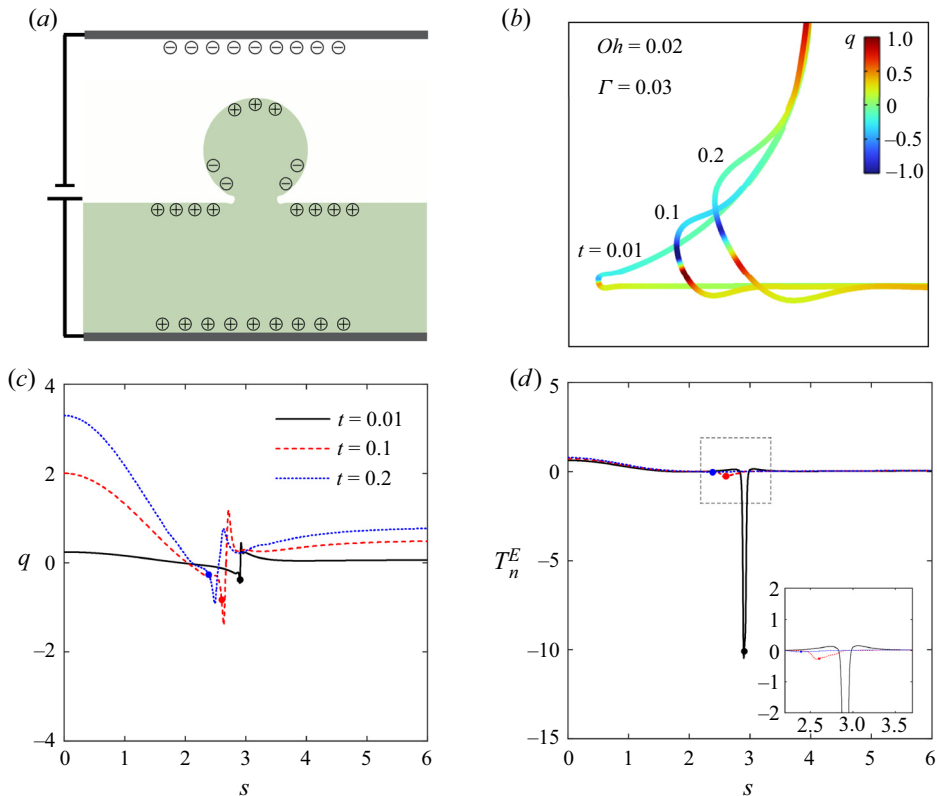 (a)
(b)
q
1.0
0.5
0
−0.5
−1.0
Oh = 0.02
Γ = 0.03
0.2
0.1
t = 0.01
(c)
4
2
0
−2
−4
q
t = 0.01
t = 0.1
t = 0.2
0 1 2 3 4 5 6
s
(d)
5
0
−5
−10
−15
T_n^E
2
1
0
−1
−2
2.5 3.0 3.5
0 1 2 3 4 5 6
s